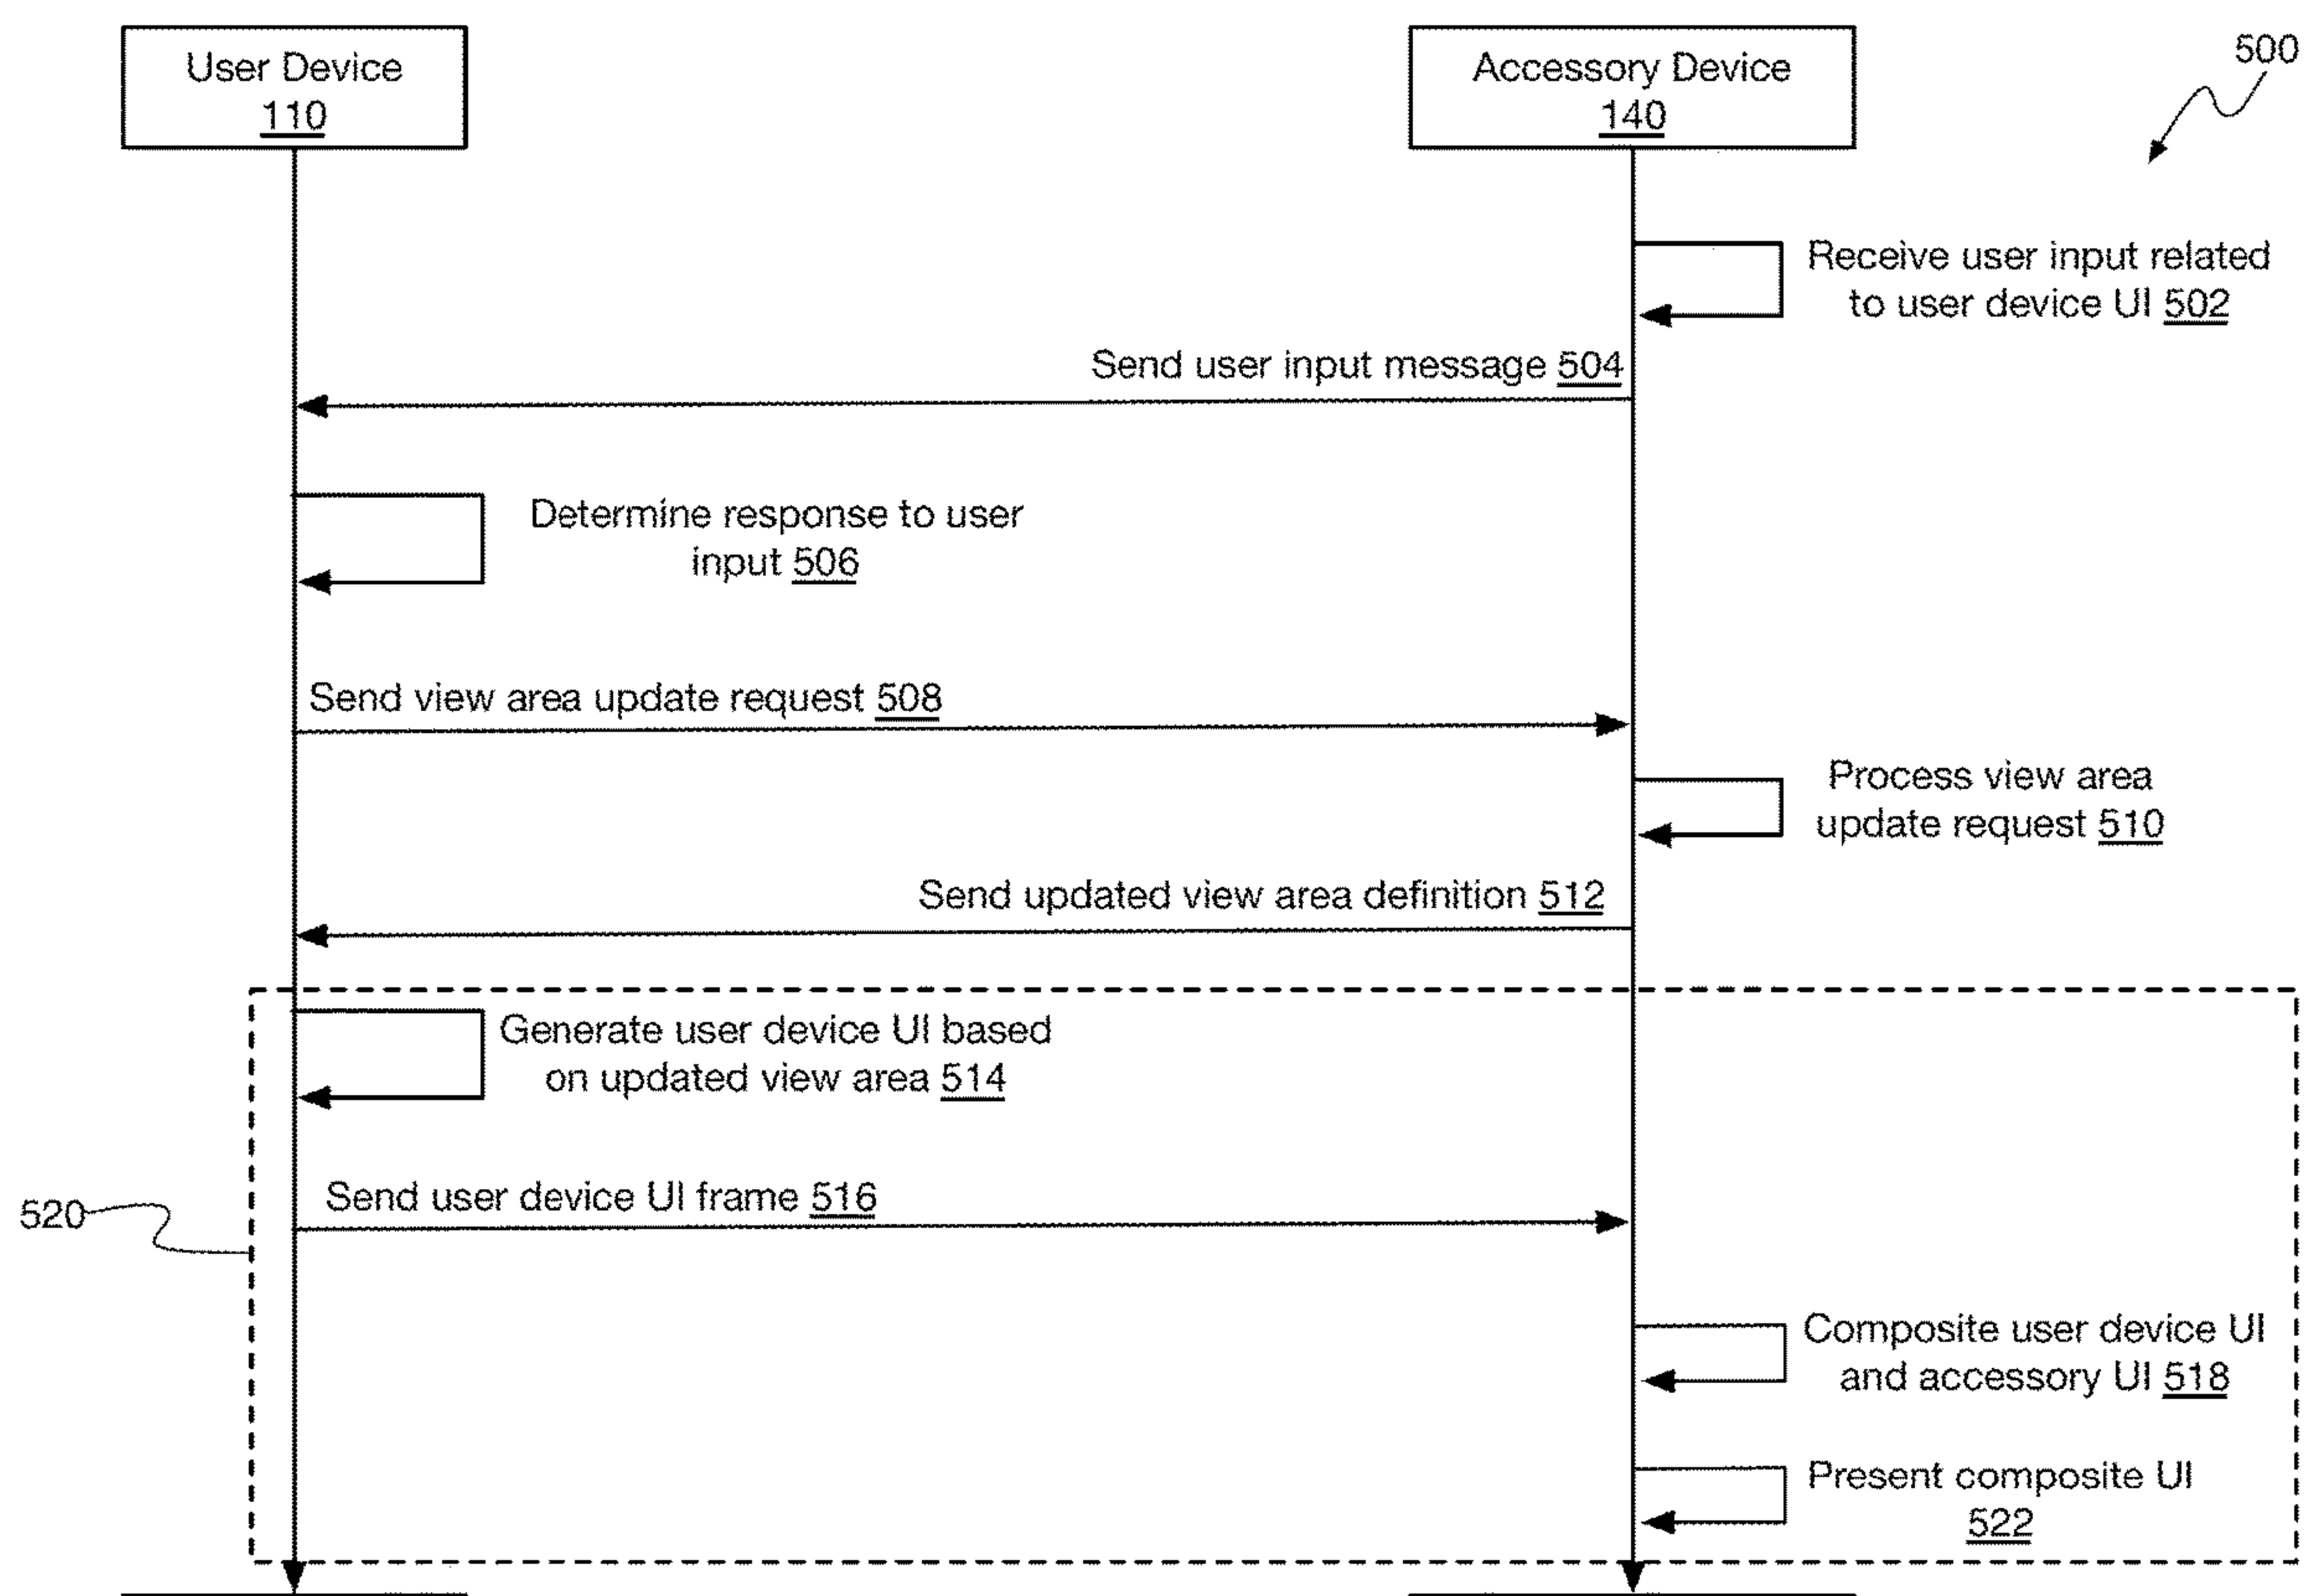 User Device
110
Accessory Device
140
500
Receive user input related
to user device UI 502
Send user input message 504
Determine response to user
input 506
Send view area update request 508
Process view area
update request 510
Send updated view area definition 512
Generate user device UI based
on updated view area 514
Send user device UI frame 516
520
Composite user device UI
and accessory UI 518
Present composite UI
522